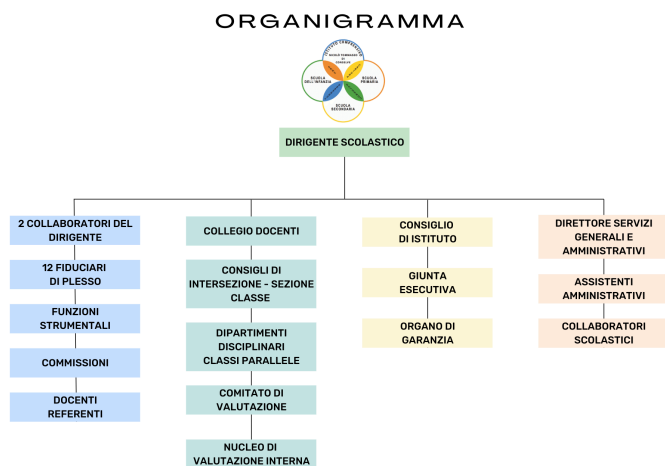 ORGANIGRAMMA
ISTITUTO COMPRENSIVO
SCUOLA
DELL'INFANZIA
SCUOLA
PRIMARIA
SCUOLA
SECONDARIA
DIRIGENTE SCOLASTICO
2 COLLABORATORI DEL
DIRIGENTE
12 FIDUCIARI
DI PLESSO
FUNZIONI
STRUMENTALI
COMMISSIONI
DOCENTI
REFERENTI
COLLEGIO DOCENTI
CONSIGLI DI
INTERSEZIONE - SEZIONE
CLASSE
DIPARTIMENTI
DISCIPLINARI
CLASSI PARALLELE
COMITATO DI
VALUTAZIONE
NUCLEO DI
VALUTAZIONE INTERNA
CONSIGLIO
DI ISTITUTO
GIUNTA
ESECUTIVA
ORGANO DI
GARANZIA
DIRETTORE SERVIZI
GENERALI E
AMMINISTRATIVI
ASSISTENTI
AMMINISTRATIVI
COLLABORATORI
SCOLASTICI